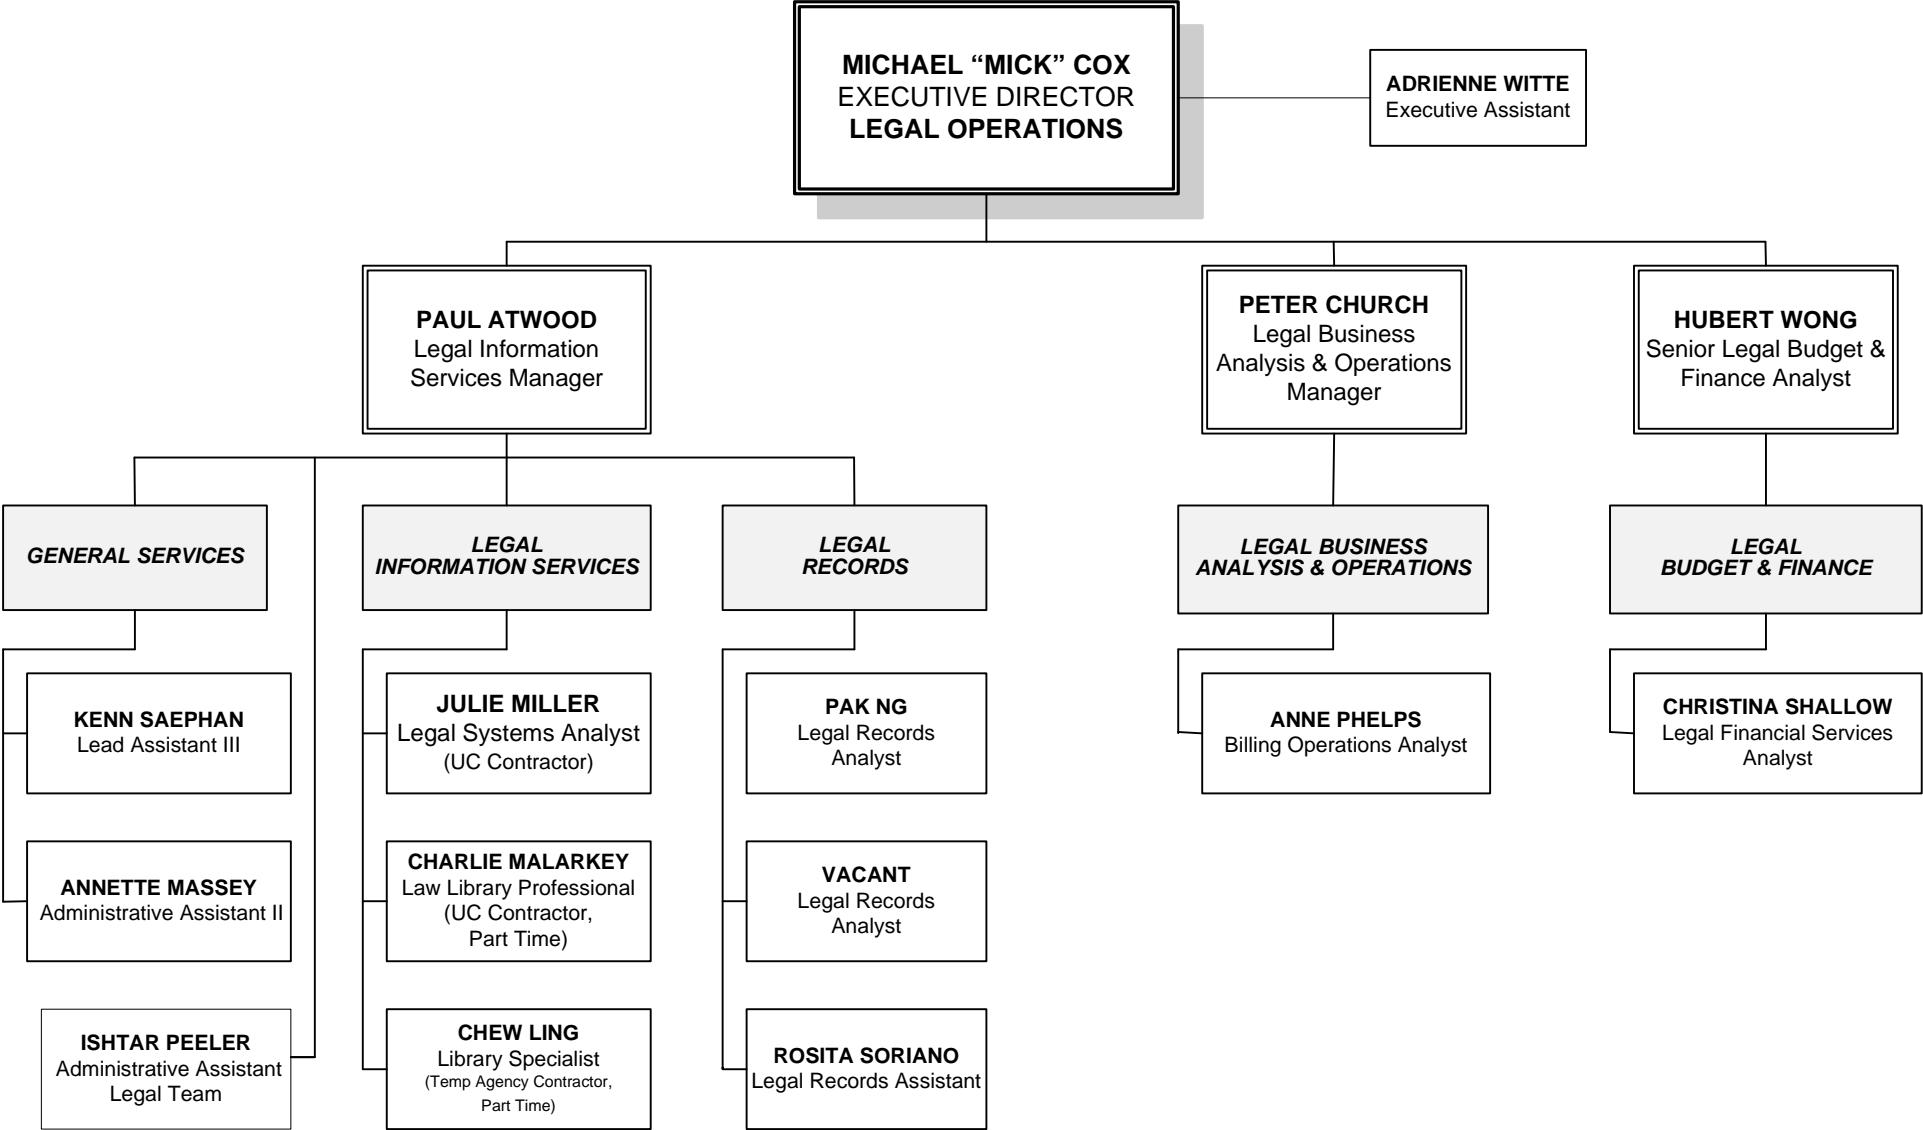 MICHAEL “MICK” COX
EXECUTIVE DIRECTOR
LEGAL OPERATIONS
ADRIENNE WITTE
Executive Assistant
PAUL ATWOOD
Legal Information
Services Manager
PETER CHURCH
Legal Business
Analysis & Operations
Manager
HUBERT WONG
Senior Legal Budget &
Finance Analyst
GENERAL SERVICES
LEGAL
INFORMATION SERVICES
LEGAL
RECORDS
LEGAL BUSINESS
ANALYSIS & OPERATIONS
LEGAL
BUDGET & FINANCE
KENN SAEPHAN
Lead Assistant III
JULIE MILLER
Legal Systems Analyst
(UC Contractor)
PAK NG
Legal Records
Analyst
ANNE PHELPS
Billing Operations Analyst
CHRISTINA SHALLOW
Legal Financial Services
Analyst
ANNETTE MASSEY
Administrative Assistant II
CHARLIE MALARKEY
Law Library Professional
(UC Contractor,
Part Time)
VACANT
Legal Records
Analyst
ISHTAR PEELER
Administrative Assistant
Legal Team
CHEW LING
Library Specialist
(Temp Agency Contractor,
Part Time)
ROSITA SORIANO
Legal Records Assistant